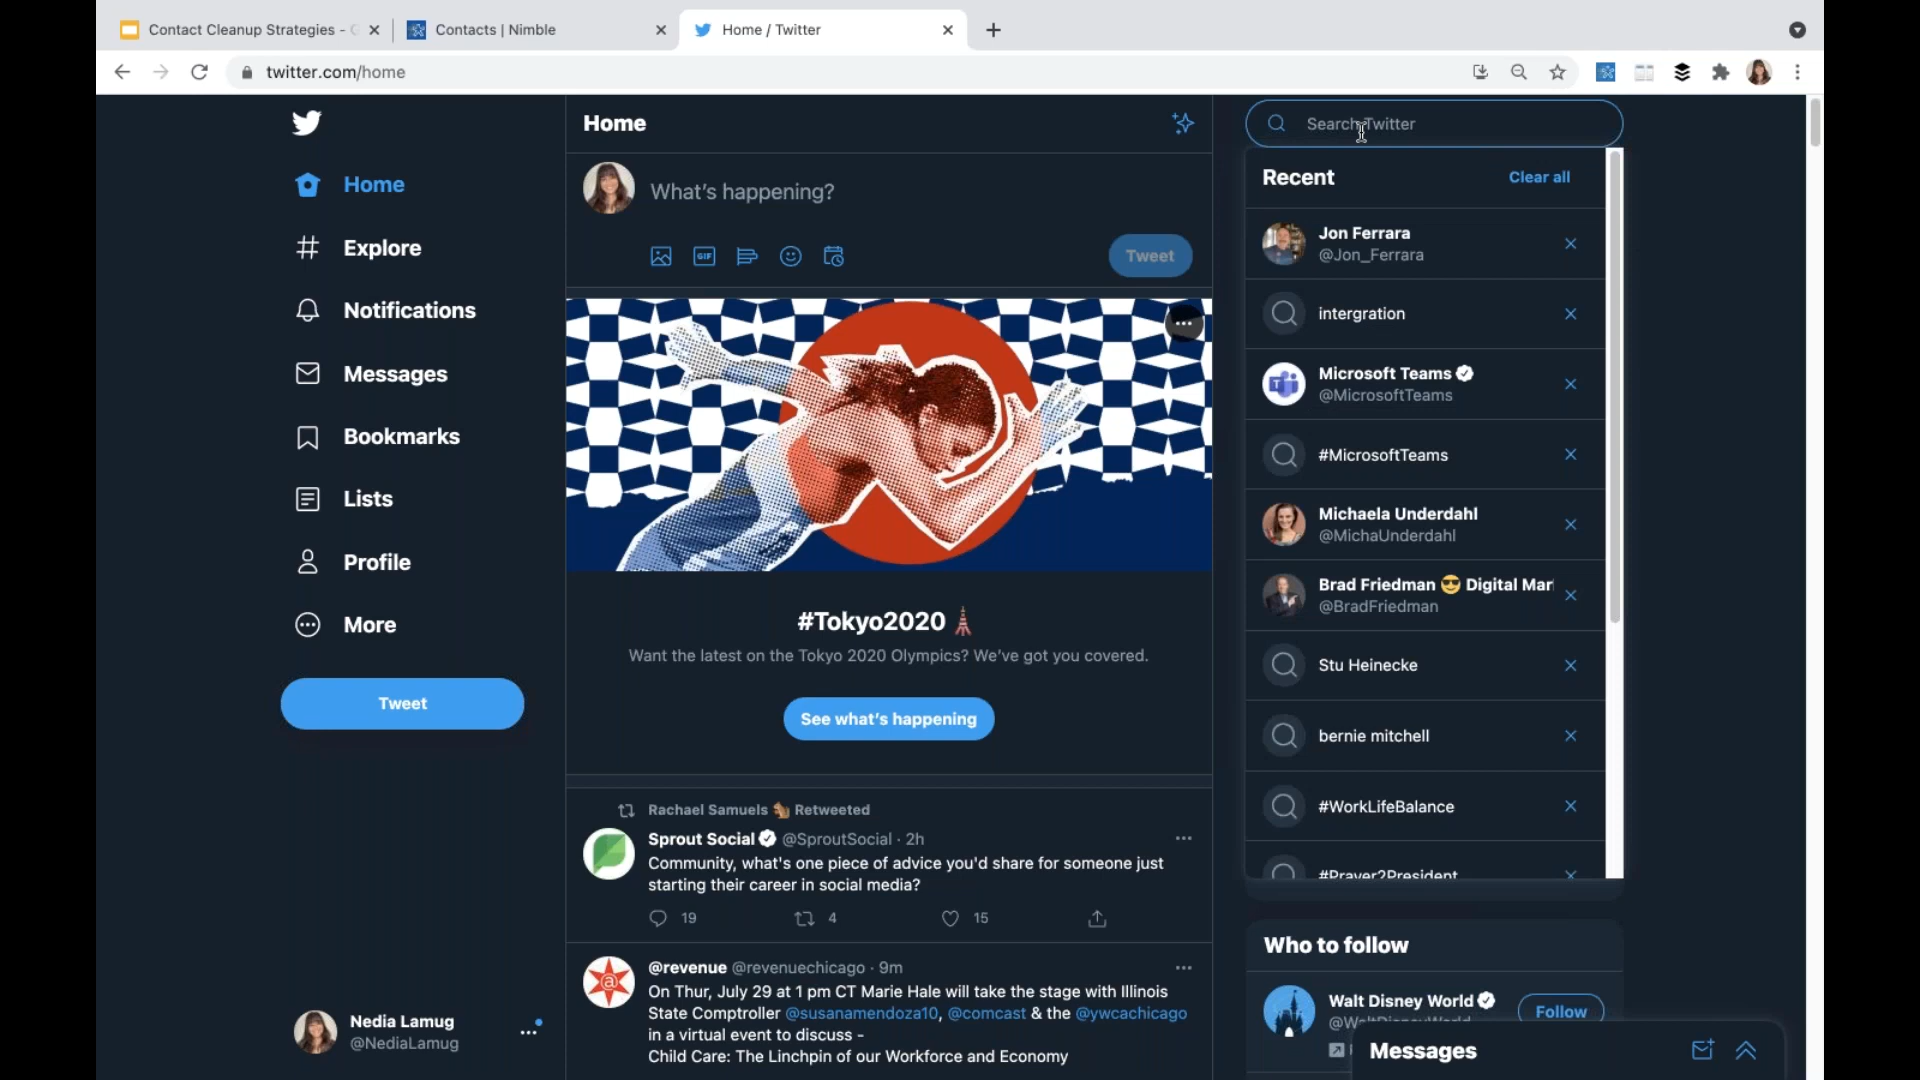 Contact Cleanup Strategies - G
Contacts | Nimble
Home / Twitter
twitter.com/home
Home
Explore
Notifications
Messages
Bookmarks
Lists
Profile
More
Tweet
Nedia Lamug
@NediaLamug
Home
What's happening?
GIF
Tweet
#Tokyo2020
Want the latest on the Tokyo 2020 Olympics? We've got you covered.
See what's happening
Rachael Samuels 🐿️ Retweeted
Sprout Social @SproutSocial · 2h
Community, what's one piece of advice you'd share for someone just
starting their career in social media?
19 4 15
@revenue @revenuechicago · 9m
On Thur, July 29 at 1 pm CT Marie Hale will take the stage with Illinois
State Comptroller @susanamendoza10, @comcast & the @ywcachicago
in a virtual event to discuss -
Child Care: The Linchpin of our Workforce and Economy
Search Twitter
Recent
Clear all
Jon Ferrara
@Jon_Ferrara
intergration
Microsoft Teams
@MicrosoftTeams
#MicrosoftTeams
Michaela Underdahl
@MichaUnderdahl
Brad Friedman 😎 Digital Mar
@BradFriedman
Stu Heinecke
bernie mitchell
#WorkLifeBalance
#Prayer2President
Who to follow
Walt Disney World
@WaltDisneyWorld
Follow
Messages